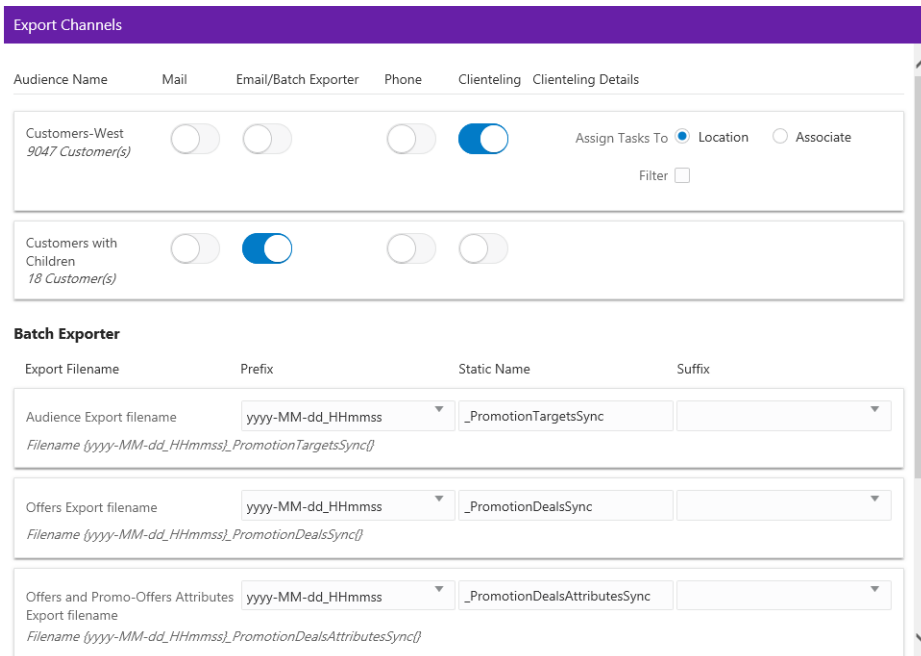 Export Channels
Audience Name Mail Email/Batch Exporter Phone Clienteling Clienteling Details
Customers-West
9047 Customer(s)
Assign Tasks To Location Associate
Filter
Customers with
Children
18 Customer(s)
Batch Exporter
Export Filename Prefix Static Name Suffix
Audience Export filename yyyy-MM-dd_HHmmss _PromotionTargetsSync
Filename {yyyy-MM-dd_HHmmss}_PromotionTargetsSync{}
Offers Export filename yyyy-MM-dd_HHmmss _PromotionDealsSync
Filename {yyyy-MM-dd_HHmmss}_PromotionDealsSync{}
Offers and Promo-Offers Attributes yyyy-MM-dd_HHmmss _PromotionDealsAttributesSync
Export filename
Filename {yyyy-MM-dd_HHmmss}_PromotionDealsAttributesSync{}